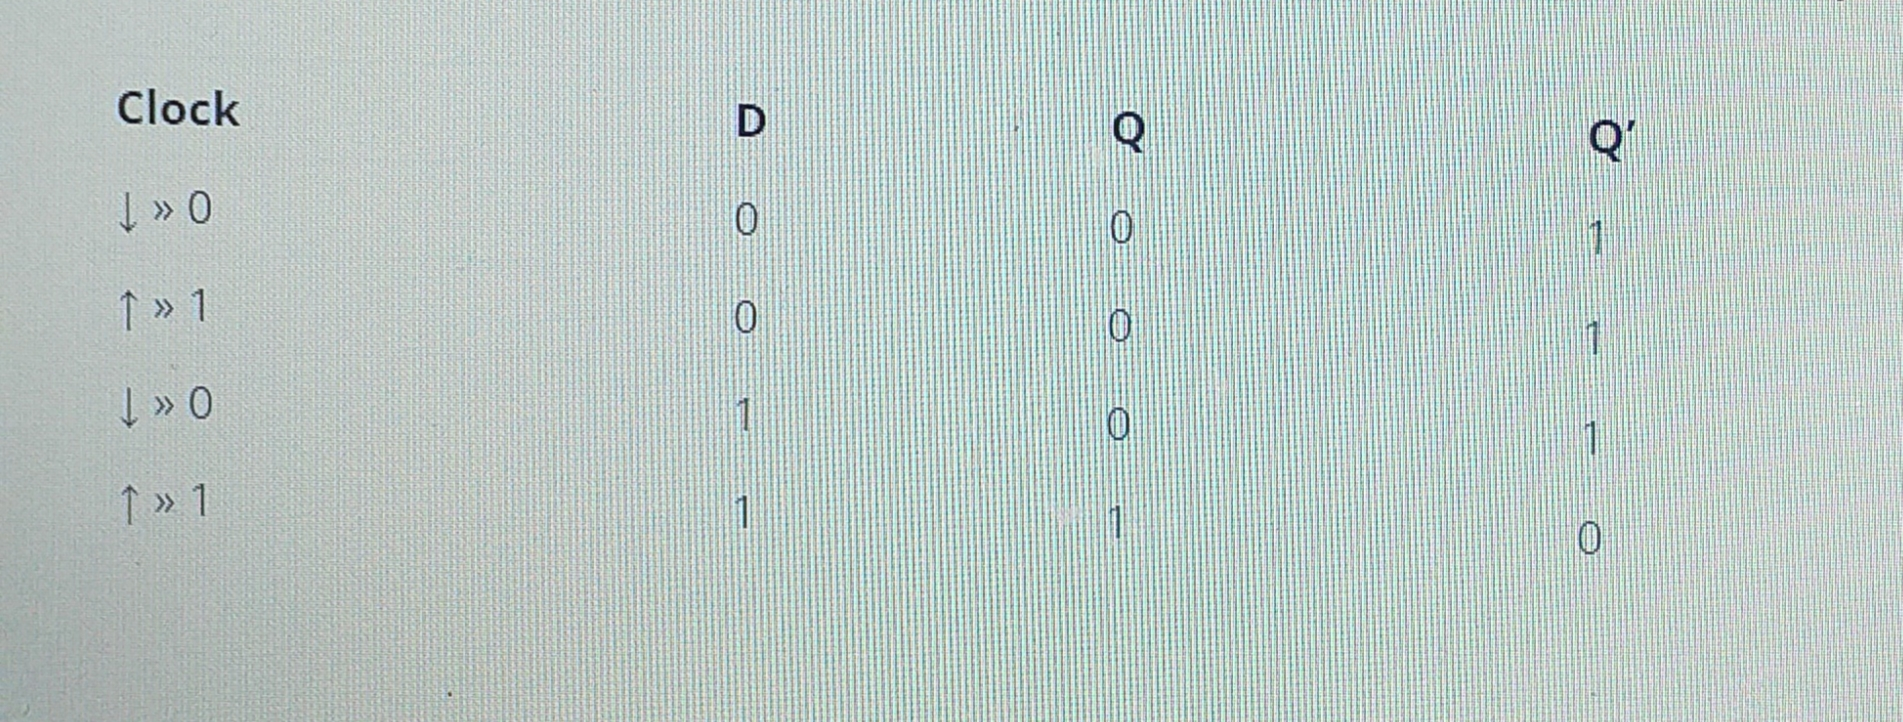 Clock D Q Q′
↓ » 0 0 0 1
↑ » 1 0 0 1
↓ » 0 1 0 1
↑ » 1 1 1 0